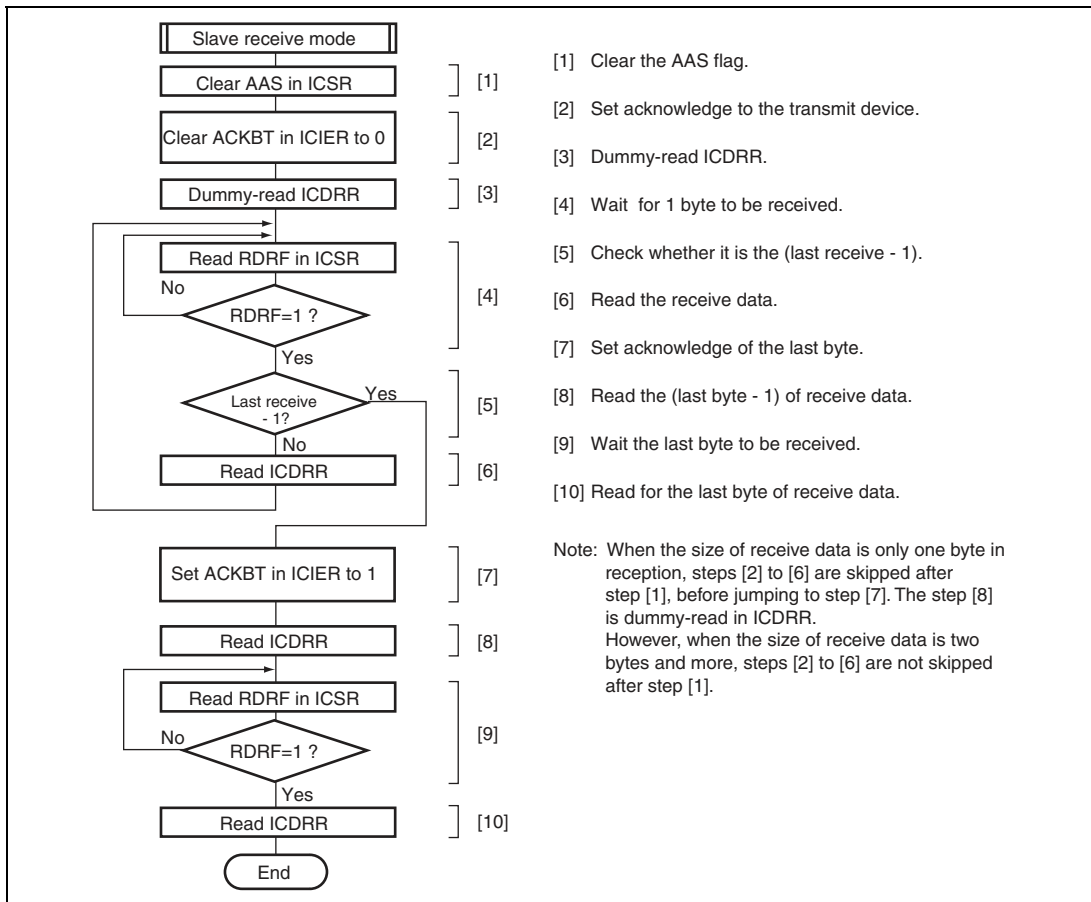 Slave receive mode
Clear AAS in ICSR
[1]
Clear ACKBT in ICIER to 0
[2]
Dummy-read ICDRR
[3]
Read RDRF in ICSR
No
RDRF=1 ?
[4]
Yes
Last receive
- 1?
Yes
[5]
No
Read ICDRR
[6]
Set ACKBT in ICIER to 1
[7]
Read ICDRR
[8]
Read RDRF in ICSR
No
RDRF=1 ?
[9]
Yes
Read ICDRR
[10]
End
[1] Clear the AAS flag.
[2] Set acknowledge to the transmit device.
[3] Dummy-read ICDRR.
[4] Wait for 1 byte to be received.
[5] Check whether it is the (last receive - 1).
[6] Read the receive data.
[7] Set acknowledge of the last byte.
[8] Read the (last byte - 1) of receive data.
[9] Wait the last byte to be received.
[10] Read for the last byte of receive data.
Note: When the size of receive data is only one byte in
reception, steps [2] to [6] are skipped after
step [1], before jumping to step [7]. The step [8]
is dummy-read in ICDRR.
However, when the size of receive data is two
bytes and more, steps [2] to [6] are not skipped
after step [1].